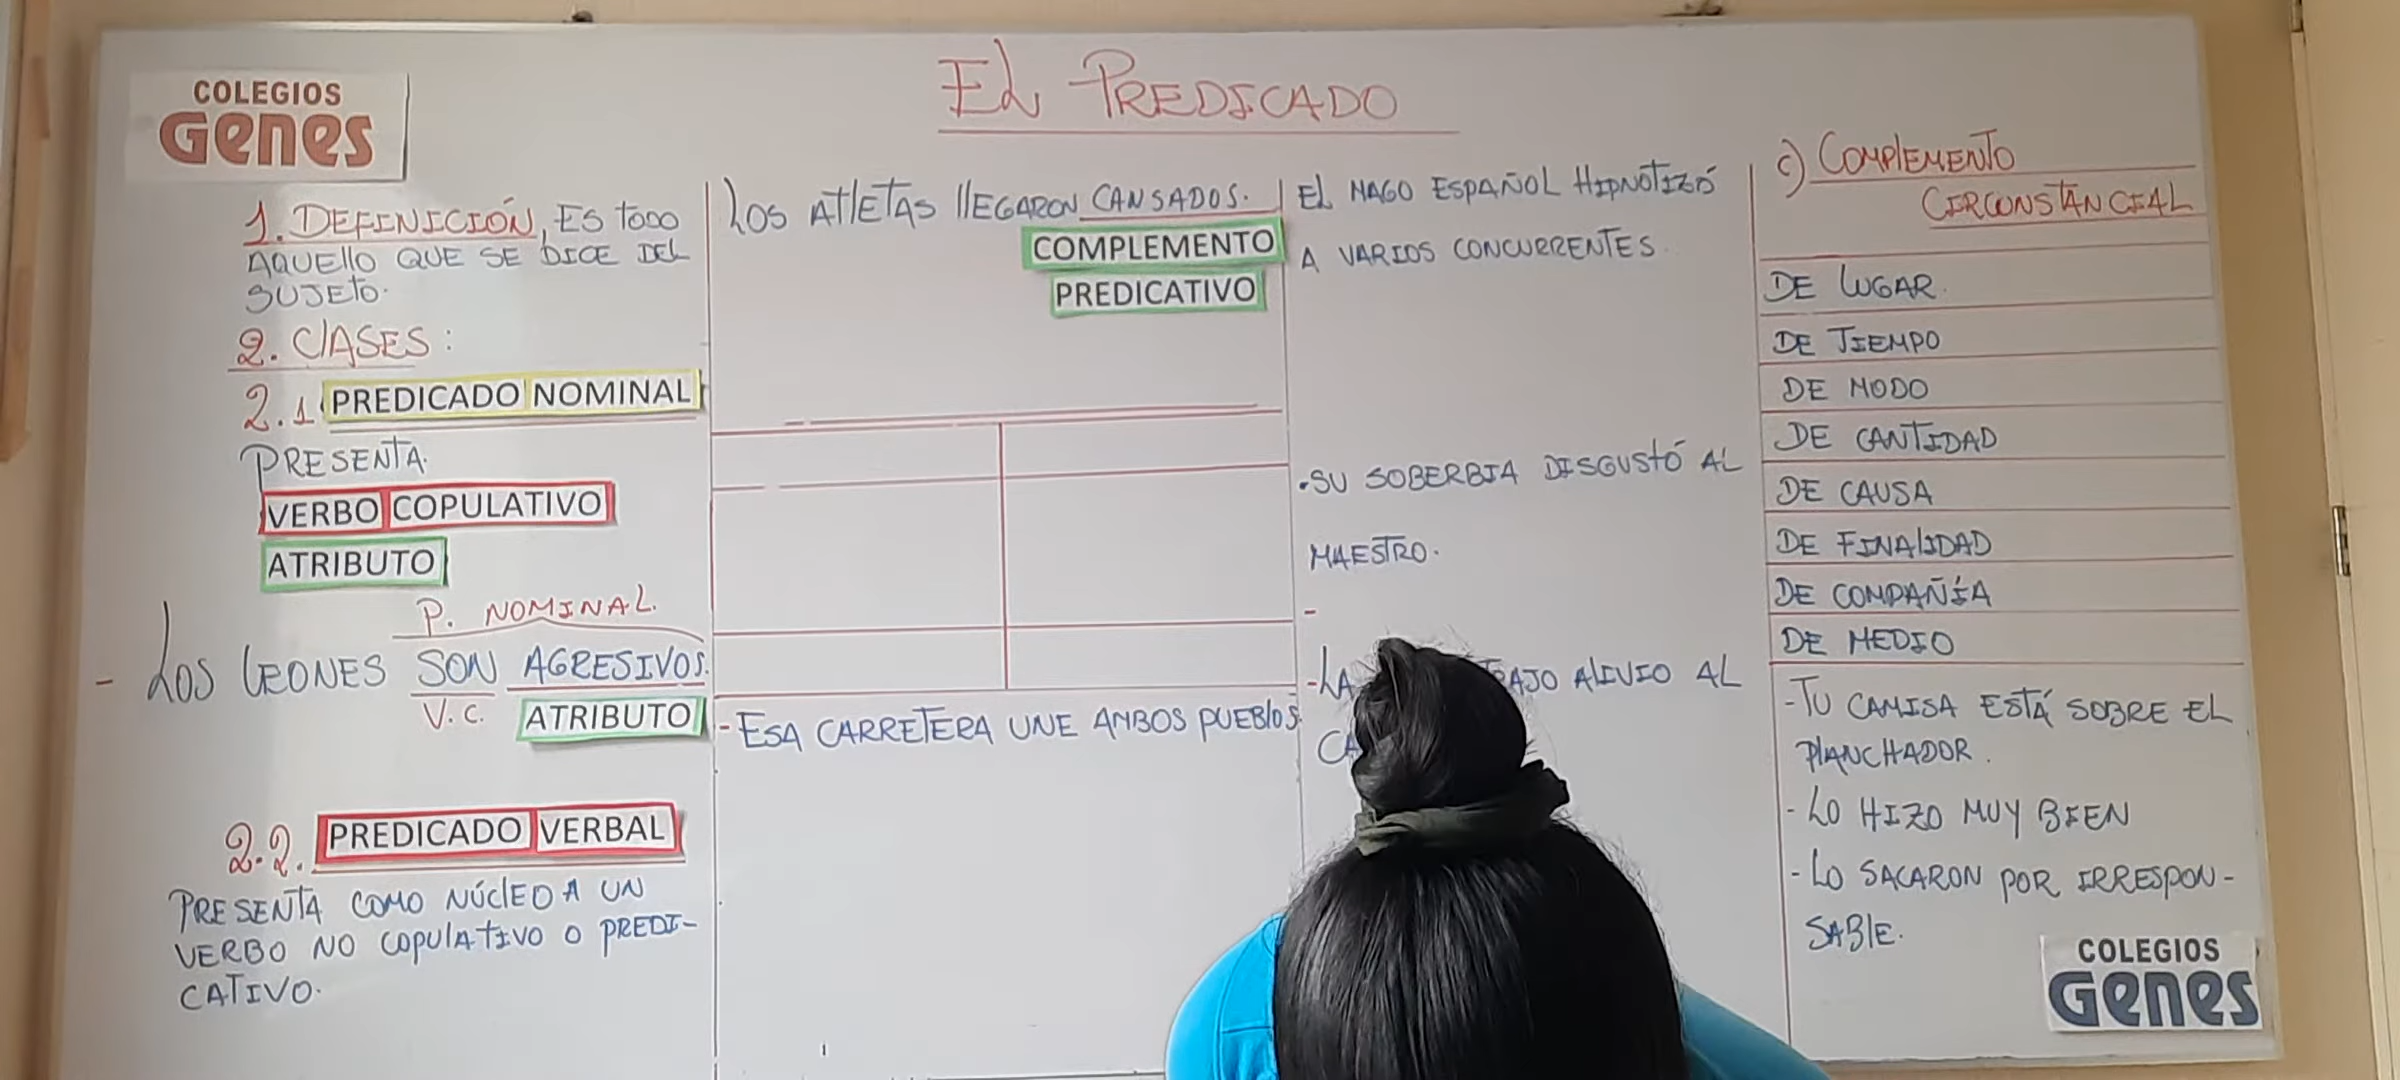 EL PREDICADO
COLEGIOS
Genes
1. DEFINICIÓN, ES TODO
AQUELLO QUE SE DICE DEL
SUJETO.
2. CLASES:
2.1. PREDICADO NOMINAL
PRESENTA
VERBO COPULATIVO
ATRIBUTO
P. NOMINAL.
- LOS LEONES SON AGRESIVOS.
V.C. ATRIBUTO
2.2. PREDICADO VERBAL
PRESENTA COMO NÚCLEO A UN
VERBO NO COPULATIVO O PREDI-
CATIVO.
LOS ATLETAS LLEGARON CANSADOS.
COMPLEMENTO
PREDICATIVO
- ESA CARRETERA UNE AMBOS PUEBLOS.
EL MAGO ESPAÑOL HIPNOTIZÓ
A VARIOS CONCURRENTES.
. SU SOBERBIA DISGUSTÓ AL
MAESTRO.
-
- LA ALIVIO AL
c) COMPLEMENTO
CIRCUNSTANCIAL
DE LUGAR.
DE TIEMPO
DE MODO
DE CANTIDAD
DE CAUSA
DE FINALIDAD
DE COMPAÑÍA
DE MEDIO
- TU CAMISA ESTÁ SOBRE EL
PLANCHADOR.
- LO HIZO MUY BIEN
- LO SACARON POR IRRESPON-
SABLE.
COLEGIOS
Genes